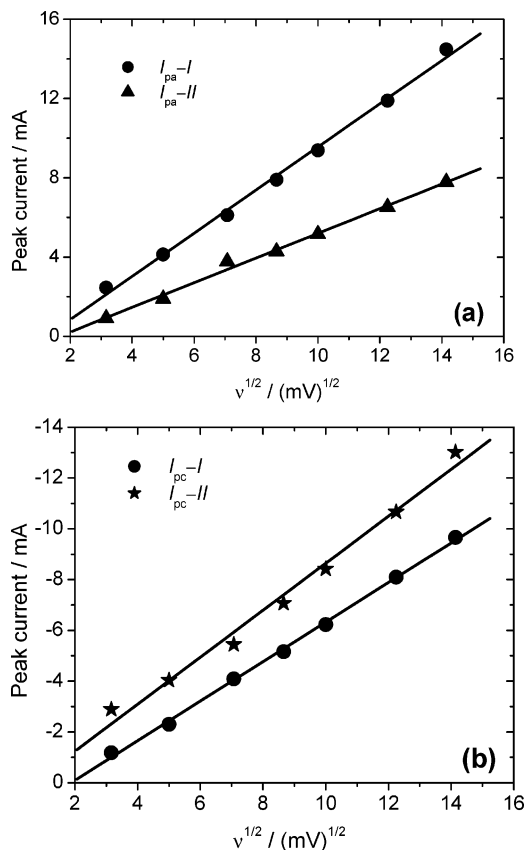 16
12
8
4
0
Peak current / mA
Ipa–I
Ipa–II
(a)
2 4 6 8 10 12 14 16
ν1/2 / (mV)1/2
-14
-12
-10
-8
-6
-4
-2
0
Peak current / mA
Ipc–I
Ipc–II
(b)
2 4 6 8 10 12 14 16
ν1/2 / (mV)1/2